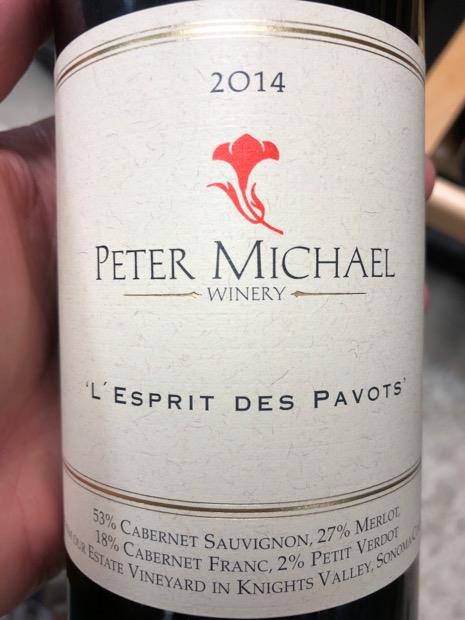 2014
PETER MICHAEL
WINERY
'L'ESPRIT DES PAVOTS'
53% CABERNET SAUVIGNON, 27% MERLOT,
18% CABERNET FRANC, 2% PETIT VERDOT
OUR ESTATE VINEYARD IN KNIGHTS VALLEY, SONOMA